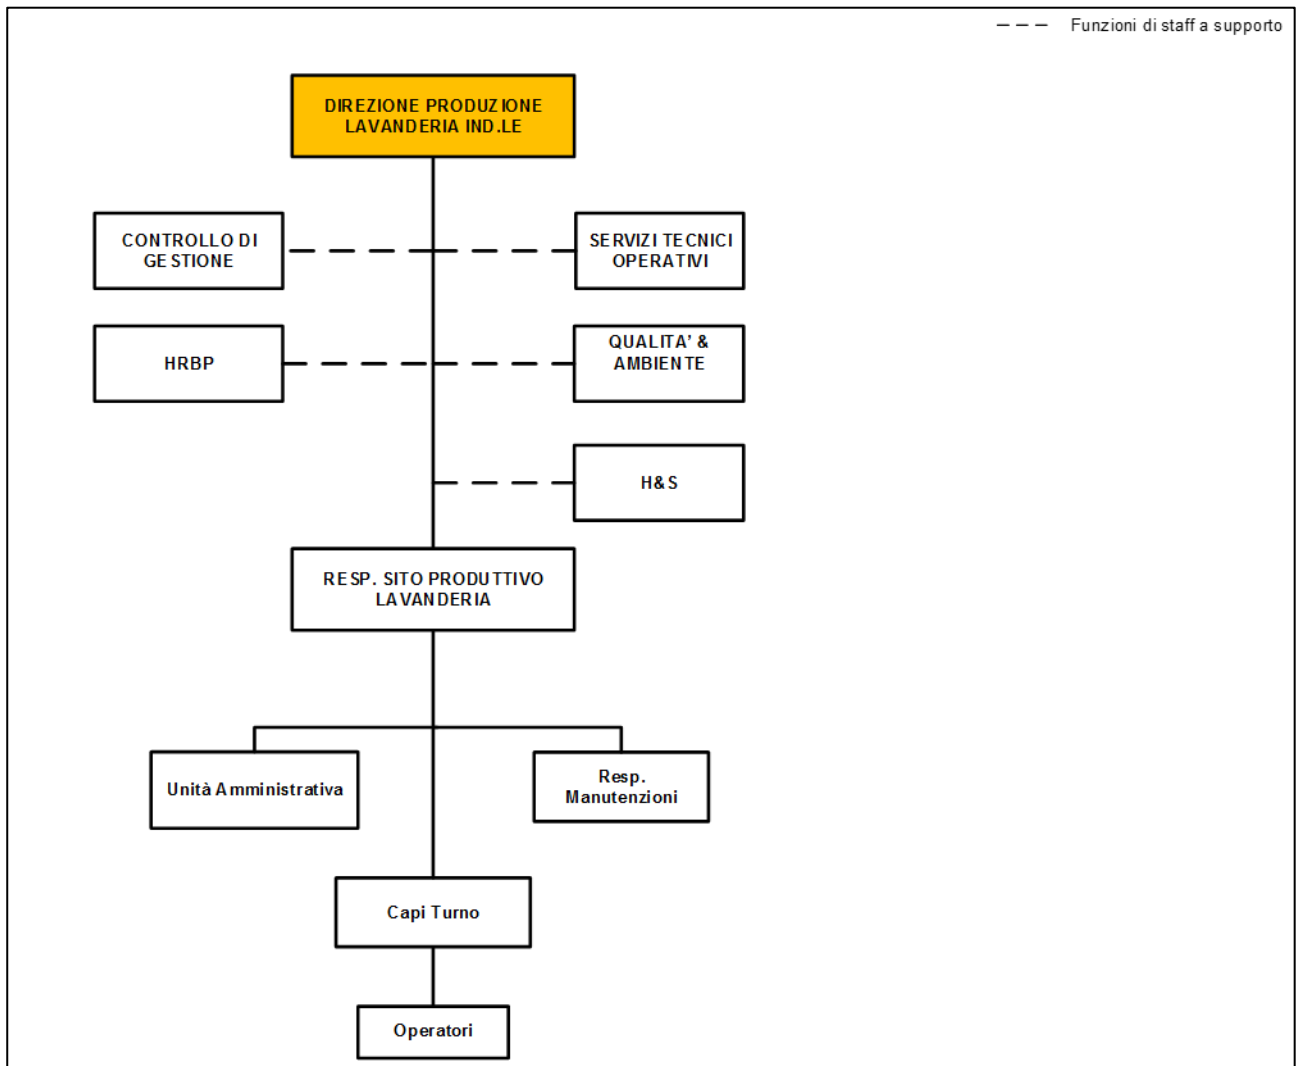 Funzioni di staff a supporto
DIREZIONE PRODUZIONE
LAVANDERIA IND.LE
CONTROLLO DI
GESTIONE
SERVIZI TECNICI
OPERATIVI
HRBP
QUALITA' &
AMBIENTE
H&S
RESP. SITO PRODUTTIVO
LAVANDERIA
Unità Amministrativa
Resp.
Manutenzioni
Capi Turno
Operatori